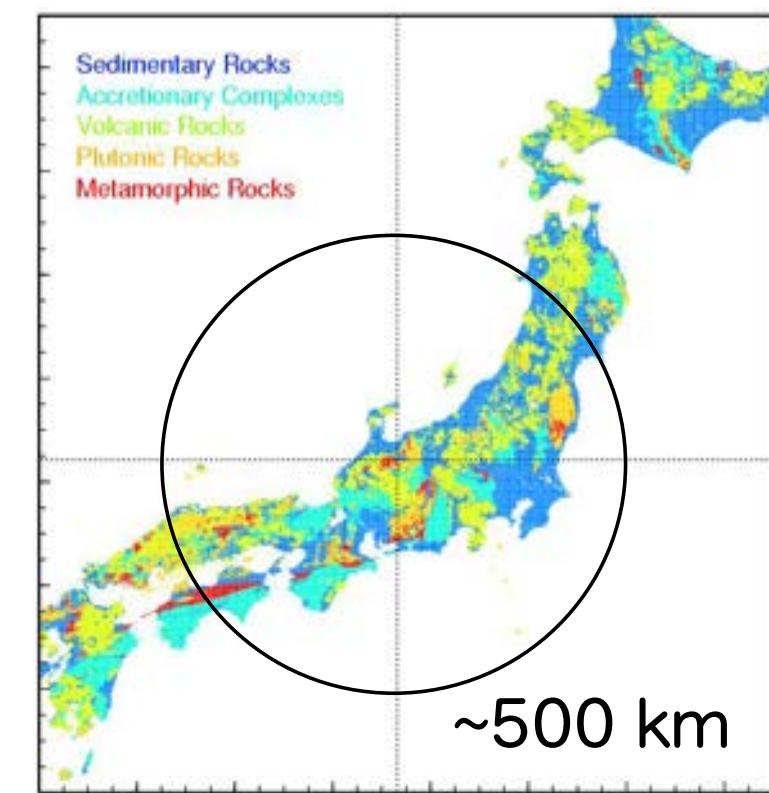 Sedimentary Rocks
Accretionary Complexes
Volcanic Rocks
Plutonic Rocks
Metamorphic Rocks
~500 km